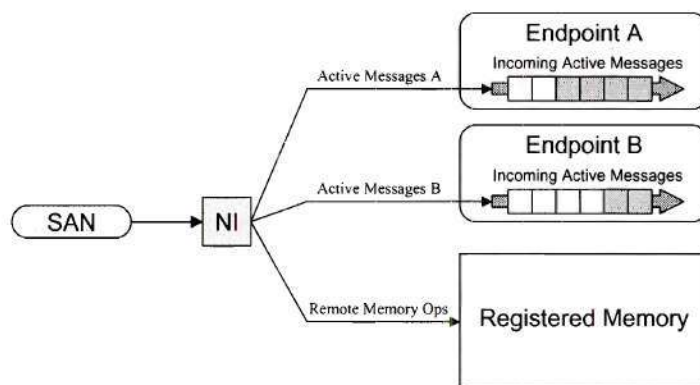 Endpoint A
Incoming Active Messages
Active Messages A
Endpoint B
Incoming Active Messages
Active Messages B
SAN
NI
Remote Memory Ops
Registered Memory